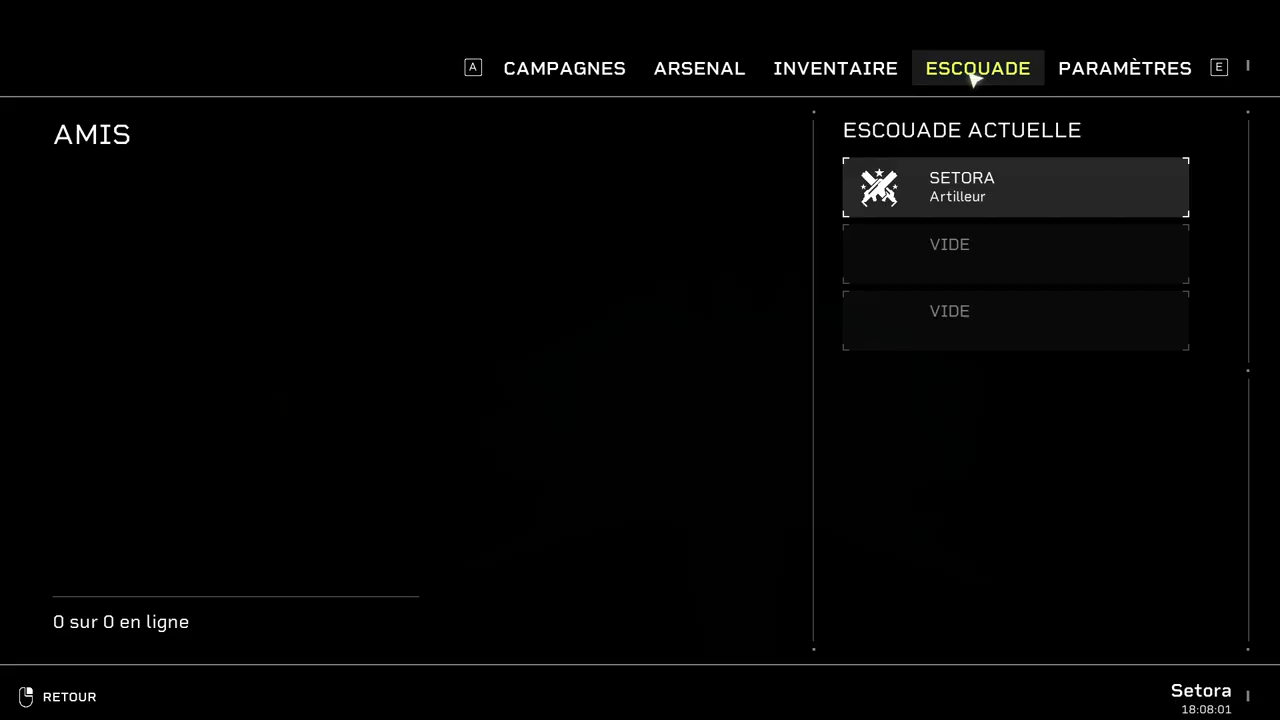 A CAMPAGNES ARSENAL INVENTAIRE ESCOUADE PARAMÈTRES E
AMIS
0 sur 0 en ligne
ESCOUADE ACTUELLE
SETORA
Artilleur
VIDE
VIDE
RETOUR
Setora
18:08:01